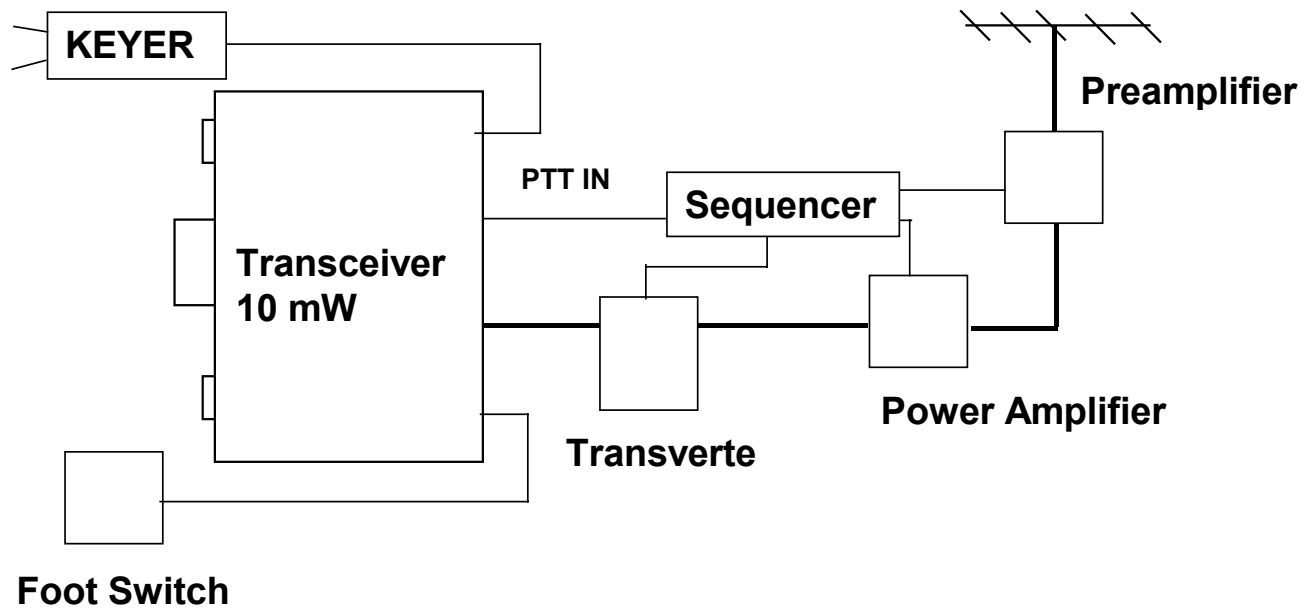 KEYER
Preamplifier
PTT IN
Sequencer
Transceiver
10 mW
Power Amplifier
Transverte
Foot Switch